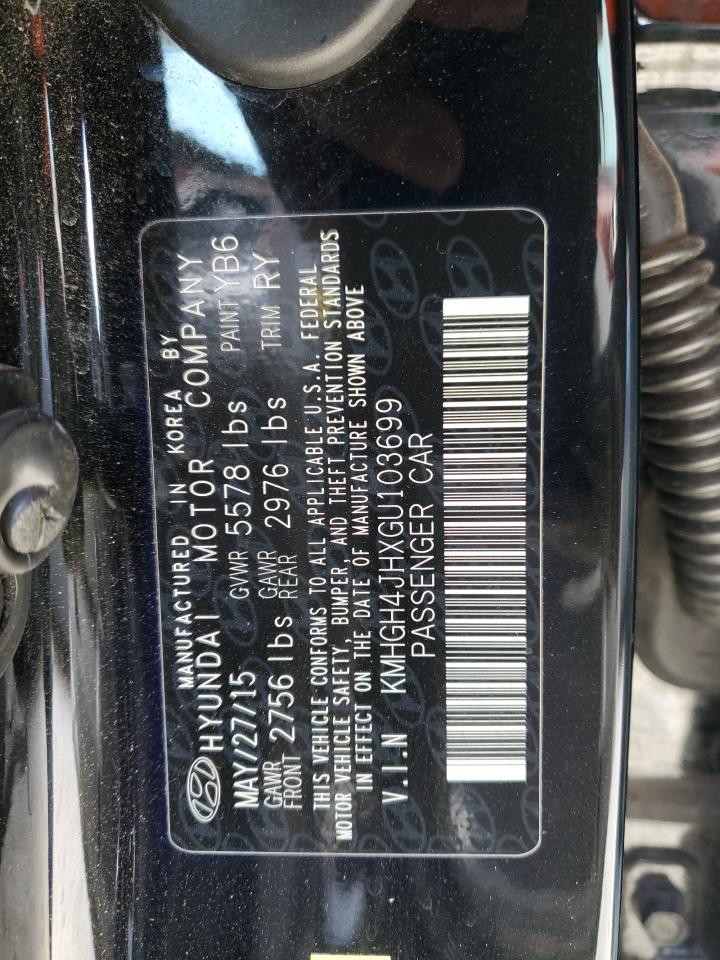 MANUFACTURED IN KOREA BY
HYUNDAI MOTOR COMPANY
MAY/27/15 GVWR 5578 lbs PAINT YB6
GAWR FRONT 2756 lbs GAWR REAR 2976 lbs TRIM RY
THIS VEHICLE CONFORMS TO ALL APPLICABLE U.S.A. FEDERAL
MOTOR VEHICLE SAFETY, BUMPER, AND THEFT PREVENTION STANDARDS
IN EFFECT ON THE DATE OF MANUFACTURE SHOWN ABOVE
V.I.N KMHGH4JHXGU103699
PASSENGER CAR